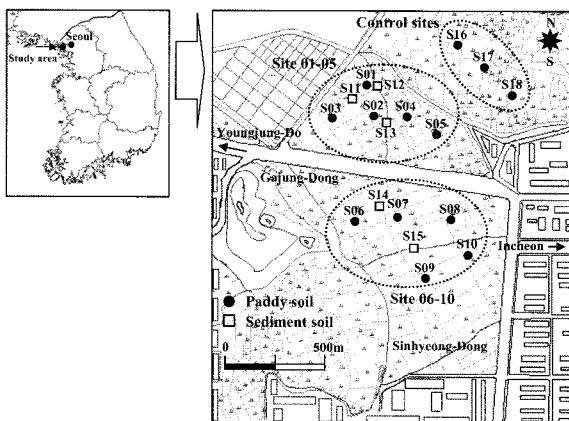 Seoul
Study area
Control sites
N
S
S16
S17
S18
Site 01-05
S01
S12
S11
S02
S04
S03
S13
S05
Youngjung-Do
Gajung-Dong
S14
S06
S07
S08
S15
S10
Incheon
S09
Site 06-10
Paddy soil
Sediment soil
0
500m
Sinhyeong-Dong